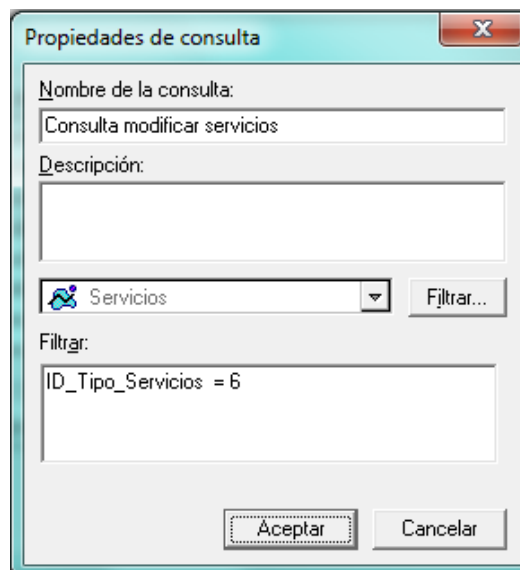 Propiedades de consulta
X
Nombre de la consulta:
Consulta modificar servicios
Descripción:
Servicios
Filtrar...
Filtrar:
ID_Tipo_Servicios = 6
Aceptar
Cancelar